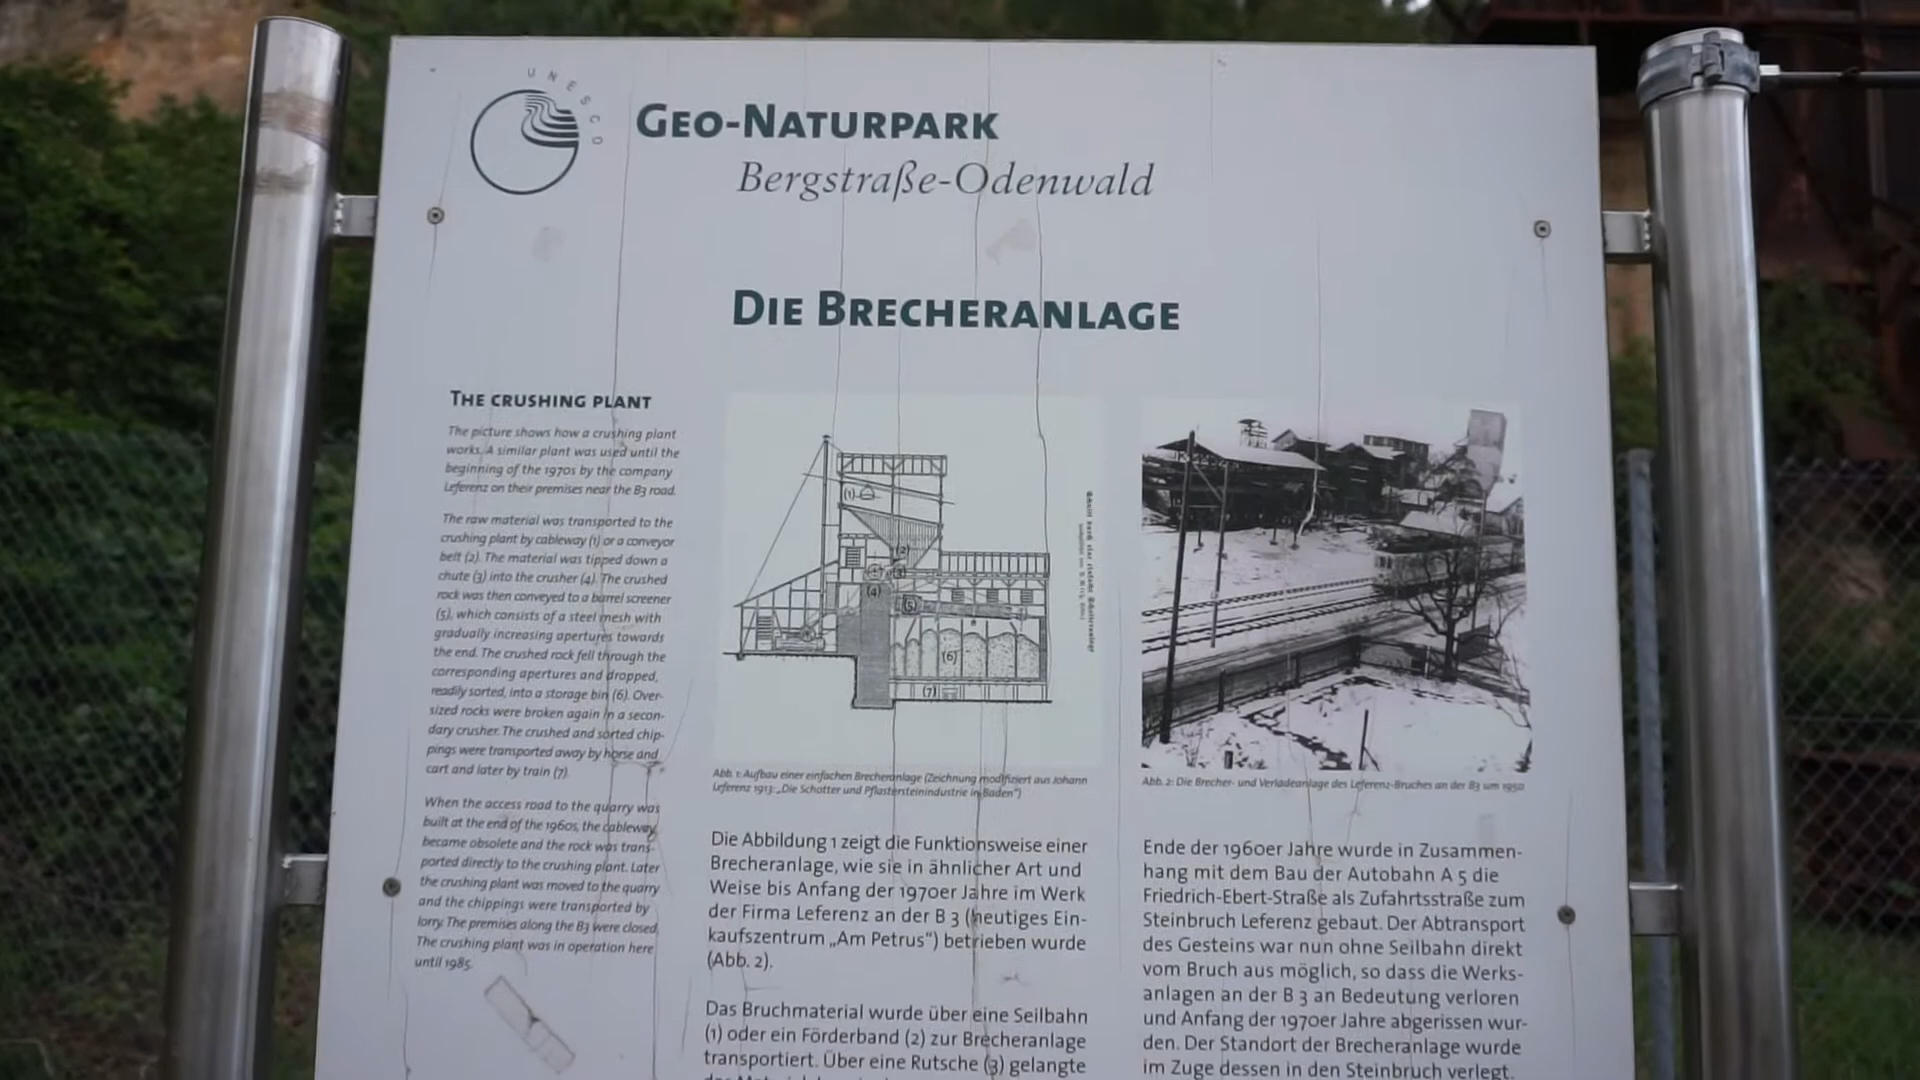 UNESCO
GEO-NATURPARK
Bergstraße-Odenwald
DIE BRECHERANLAGE
THE CRUSHING PLANT
The picture shows how a crushing plant
works. A similar plant was used until the
beginning of the 1970s by the company
Leferenz on their premises near the B3 road.
The raw material was transported to the
crushing plant by cableway (1) or a conveyor
belt (2). The material was tipped down a
chute (3) into the crusher (4). The crushed
rock was then conveyed to a barrel screener
(5), which consists of a steel mesh with
gradually increasing apertures towards
the end. The crushed rock fell through the
corresponding apertures and dropped,
readily sorted, into a storage bin (6). Over-
sized rocks were broken again in a secon-
dary crusher. The crushed and sorted chip-
pings were transported away by horse and
cart and later by train (7).
When the access road to the quarry was
built at the end of the 1960s, the cableway
became obsolete and the rock was trans-
ported directly to the crushing plant. Later
the crushing plant was moved to the quarry
and the chippings were transported by
lorry. The premises along the B3 were closed.
The crushing plant was in operation here
until 1985.
(1)
(2)
(3)
(4)
(5)
(6)
(7)
Abb. 1: Aufbau einer einfachen Brecheranlage (Zeichnung modifiziert aus Johann
Leferenz 1913: „Die Schotter und Pflastersteinindustrie in Baden")
Die Abbildung 1 zeigt die Funktionsweise einer
Brecheranlage, wie sie in ähnlicher Art und
Weise bis Anfang der 1970er Jahre im Werk
der Firma Leferenz an der B 3 (heutiges Ein-
kaufszentrum „Am Petrus") betrieben wurde
(Abb. 2).
Das Bruchmaterial wurde über eine Seilbahn
(1) oder ein Förderband (2) zur Brecheranlage
transportiert. Über eine Rutsche (3) gelangte
Abb. 2: Die Brecher- und Verladeanlage des Leferenz-Bruches an der B3 um 1950
Ende der 1960er Jahre wurde in Zusammen-
hang mit dem Bau der Autobahn A 5 die
Friedrich-Ebert-Straße als Zufahrtsstraße zum
Steinbruch Leferenz gebaut. Der Abtransport
des Gesteins war nun ohne Seilbahn direkt
vom Bruch aus möglich, so dass die Werks-
anlagen an der B 3 an Bedeutung verloren
und Anfang der 1970er Jahre abgerissen wur-
den. Der Standort der Brecheranlage wurde
im Zuge dessen in den Steinbruch verlegt.